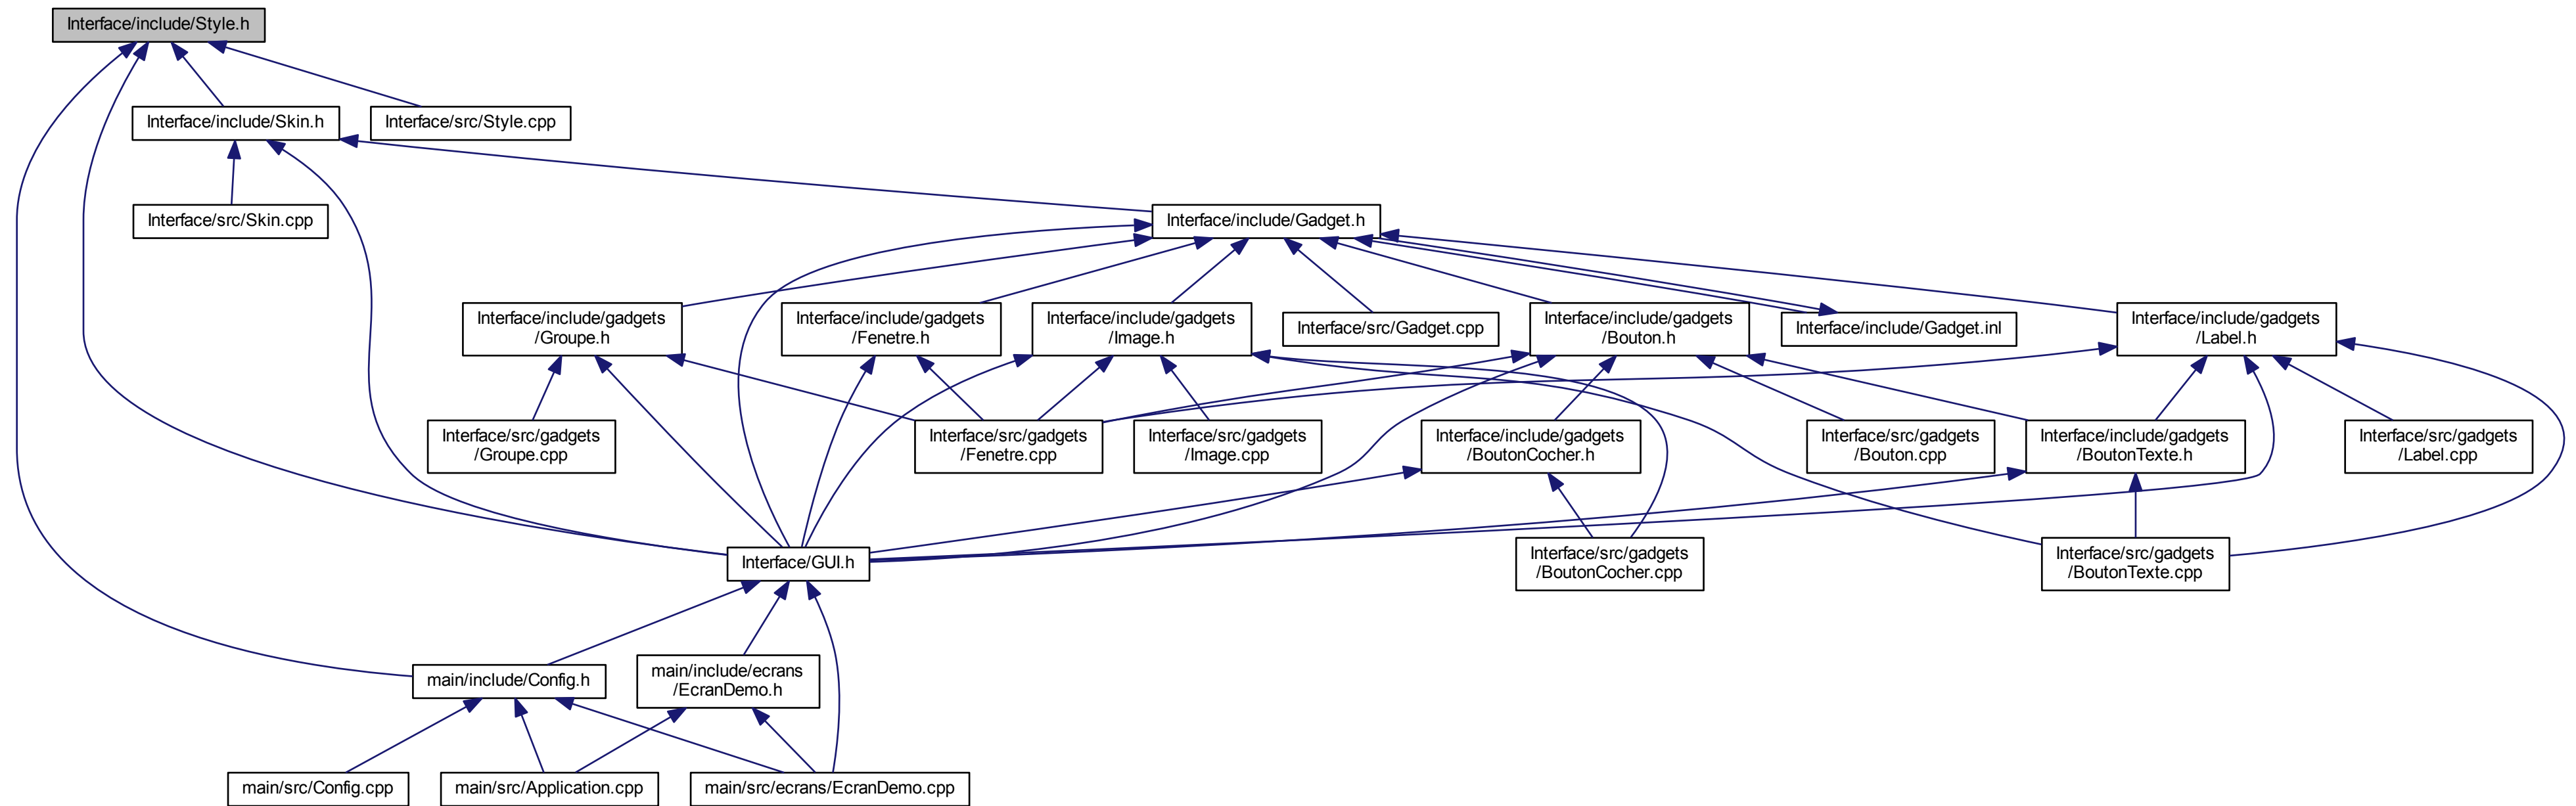 Interface/include/Style.h
Interface/include/Skin.h
Interface/src/Style.cpp
Interface/src/Skin.cpp
Interface/include/Gadget.h
Interface/include/gadgets
/Groupe.h
Interface/include/gadgets
/Fenetre.h
Interface/include/gadgets
/Image.h
Interface/src/Gadget.cpp
Interface/include/gadgets
/Bouton.h
Interface/include/Gadget.inl
Interface/include/gadgets
/Label.h
Interface/src/gadgets
/Groupe.cpp
Interface/src/gadgets
/Fenetre.cpp
Interface/src/gadgets
/Image.cpp
Interface/include/gadgets
/BoutonCocher.h
Interface/src/gadgets
/Bouton.cpp
Interface/include/gadgets
/BoutonTexte.h
Interface/src/gadgets
/Label.cpp
Interface/GUI.h
Interface/src/gadgets
/BoutonCocher.cpp
Interface/src/gadgets
/BoutonTexte.cpp
main/include/Config.h
main/include/ecrans
/EcranDemo.h
main/src/Config.cpp
main/src/Application.cpp
main/src/ecrans/EcranDemo.cpp